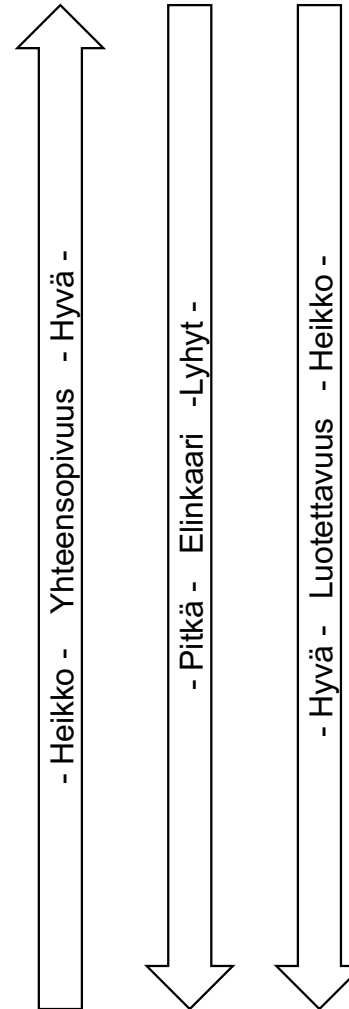 - Heikko -   Yhteensopivuus   - Hyvä -
- Pitkä -   Elinkaari   -Lyhyt -
- Hyvä -   Luotettavuus   - Heikko -